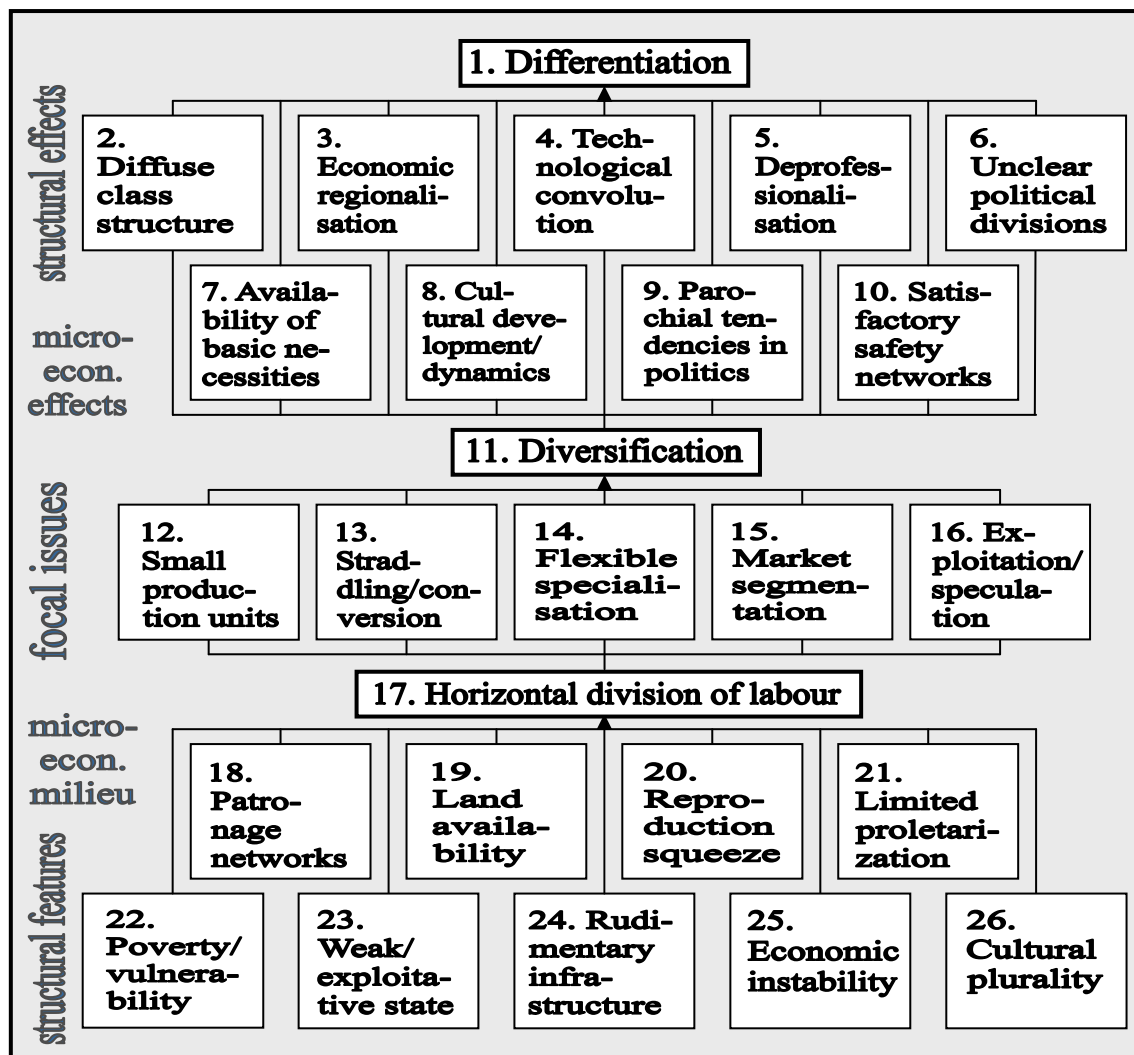 1. Differentiation
structural effects
2.
Diffuse
class
structure
3.
Economic
regionali-
sation
4. Tech-
nological
convolu-
tion
5.
Deprofes-
sionali-
sation
6.
Unclear
political
divisions
micro-
econ.
effects
7. Availa-
bility of
basic ne-
cessities
8. Cul-
tural deve-
lopment/
dynamics
9. Paro-
chial ten-
dencies in
politics
10. Satis-
factory
safety
networks
11. Diversification
focal issues
12.
Small
produc-
tion units
13.
Strad-
dling/con-
version
14.
Flexible
speciali-
sation
15.
Market
segmen-
tation
16. Ex-
ploitation/
specula-
tion
17. Horizontal division of labour
micro-
econ.
milieu
18.
Patro-
nage
networks
19.
Land
availa-
bility
20.
Repro-
duction
squeeze
21.
Limited
proletari-
zation
structural features
22.
Poverty/
vulnera-
bility
23.
Weak/
exploita-
tive state
24. Rudi-
mentary
infra-
structure
25.
Economic
instability
26.
Cultural
plurality